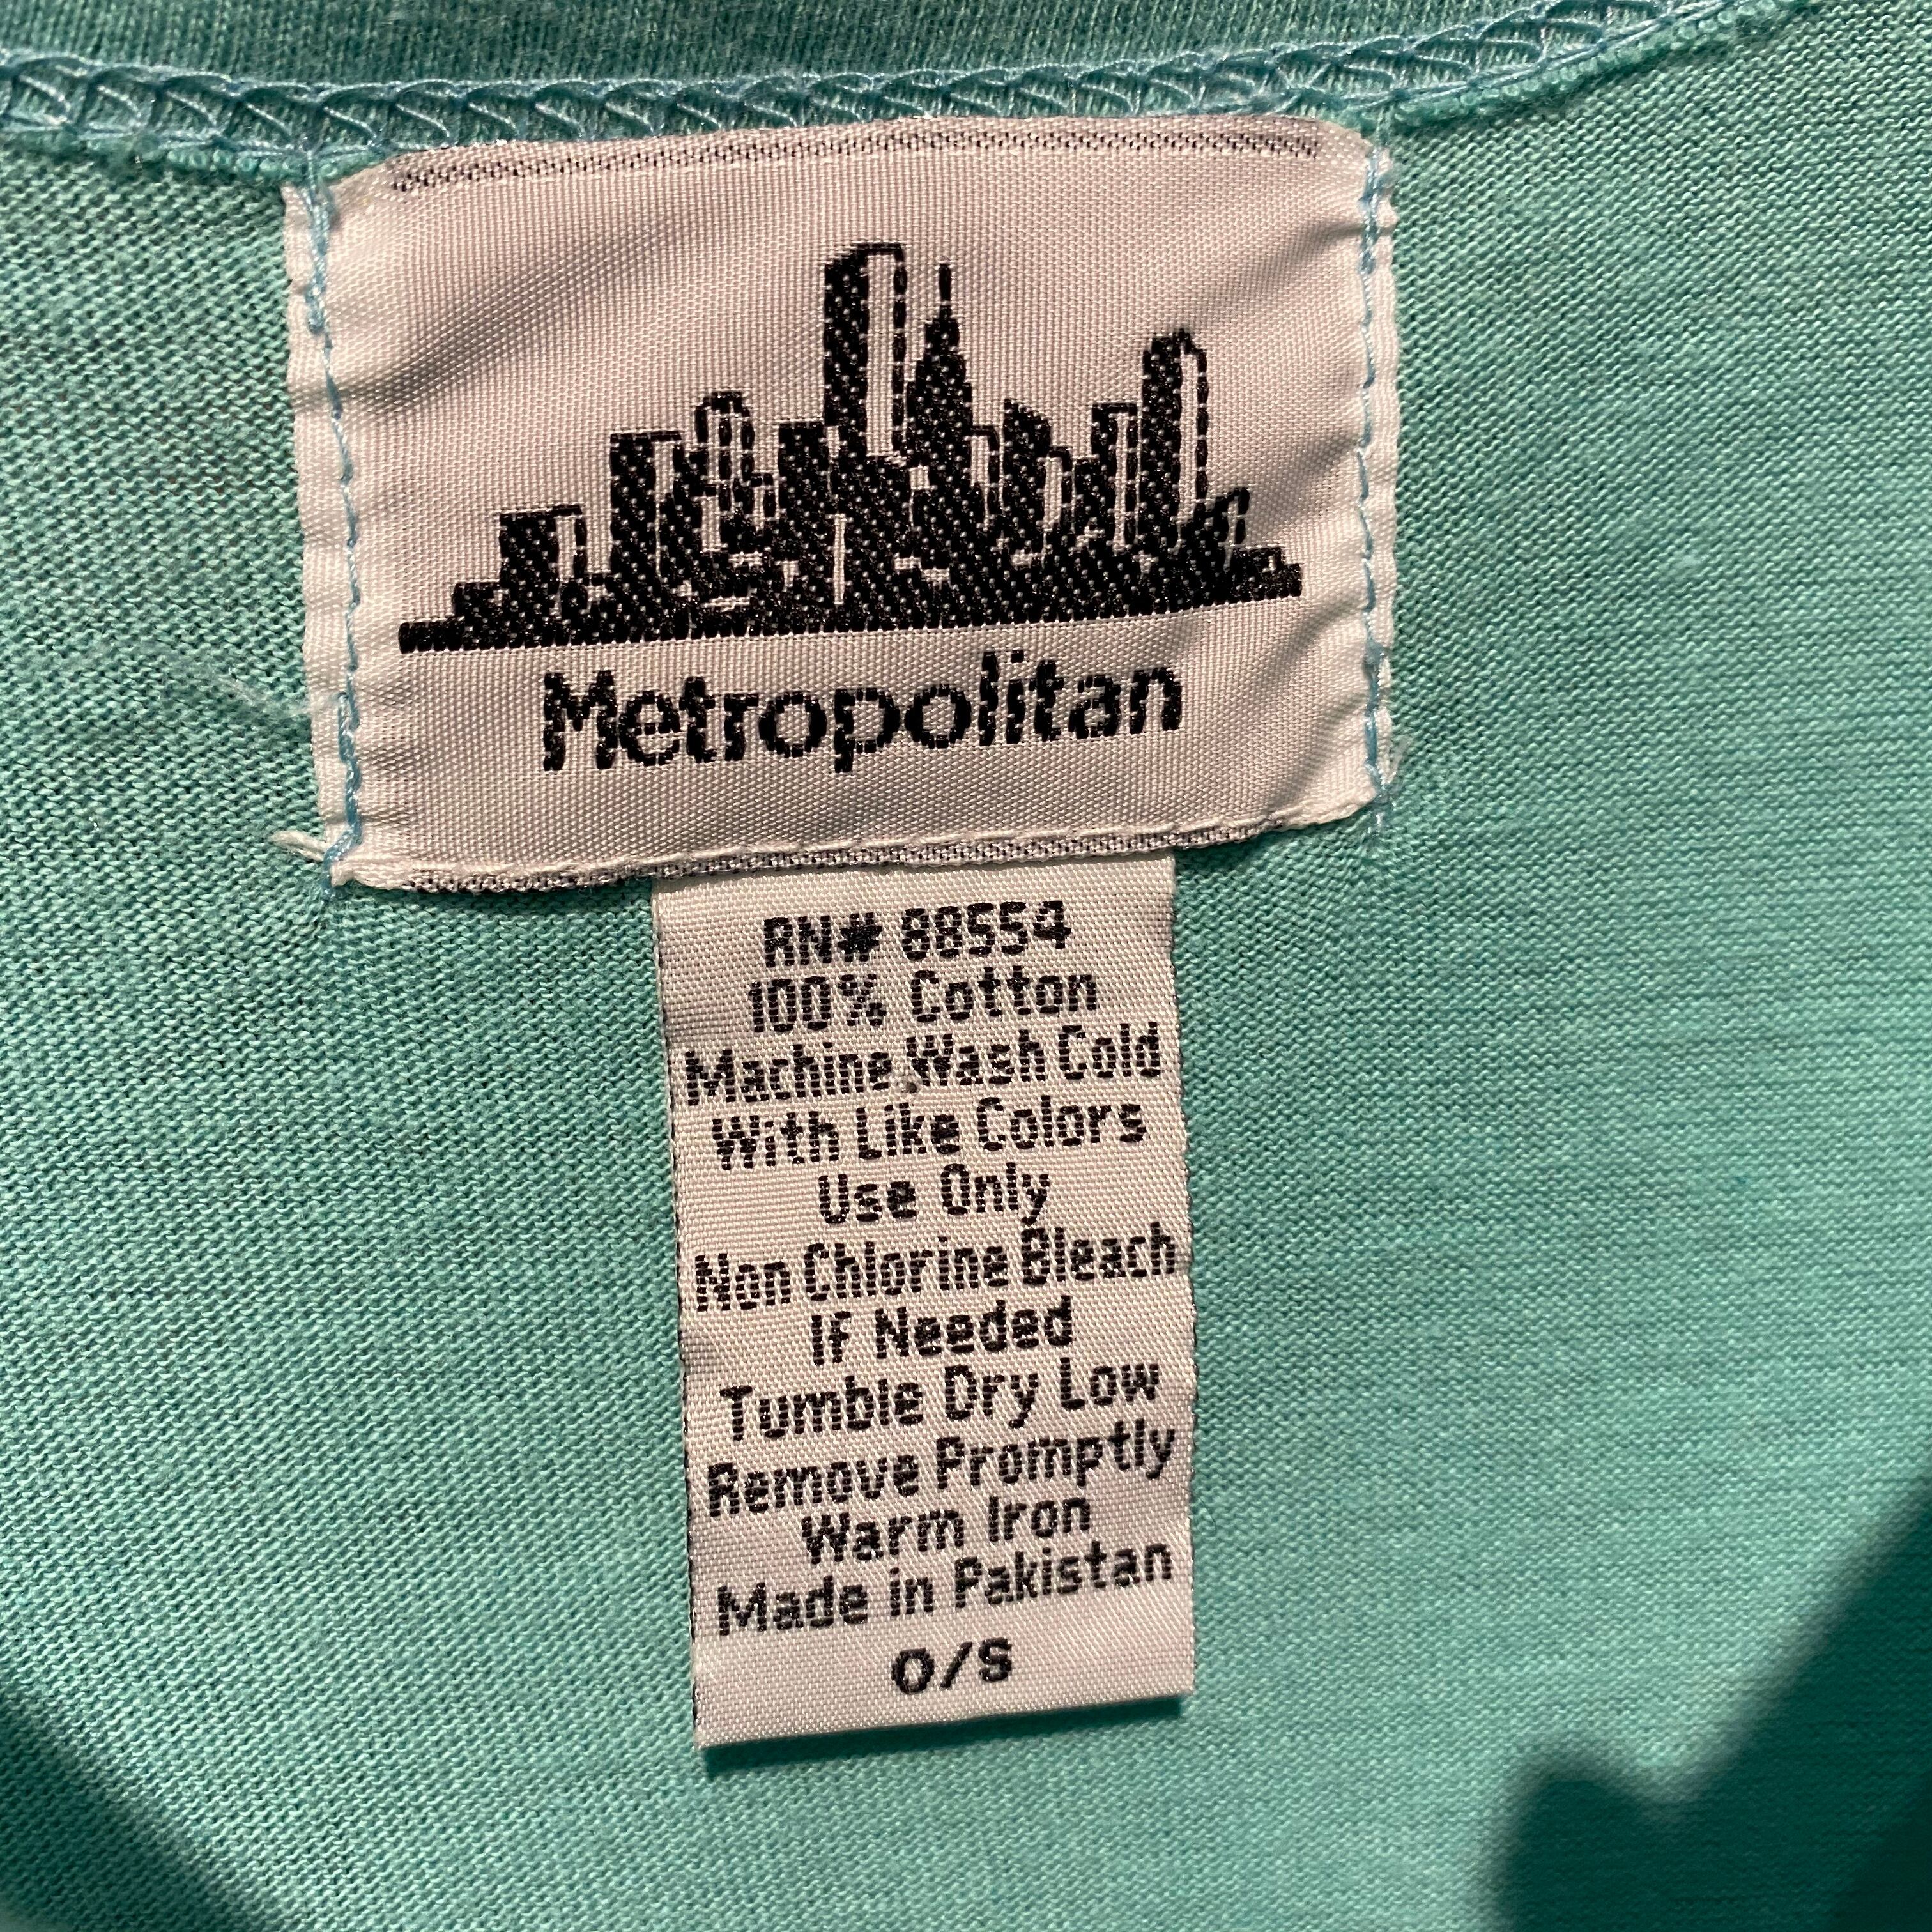 Metropolitan
RN# 88554
100% Cotton
Machine Wash Cold
With Like Colors
Use Only
Non Chlorine Bleach
If Needed
Tumble Dry Low
Remove Promptly
Warm Iron
Made in Pakistan
O/S